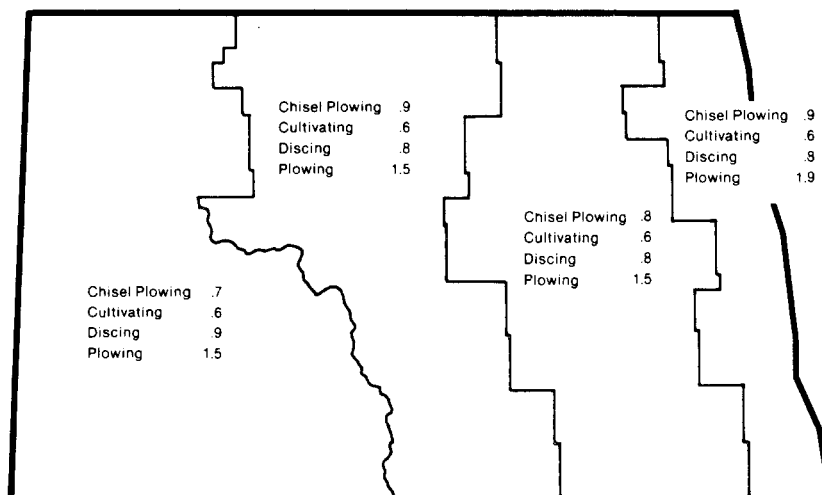 Chisel Plowing .9
Cultivating .6
Discing .8
Plowing 1.5
Chisel Plowing .9
Cultivating .6
Discing .8
Plowing 1.9
Chisel Plowing .8
Cultivating .6
Discing .8
Plowing 1.5
Chisel Plowing .7
Cultivating .6
Discing .9
Plowing 1.5